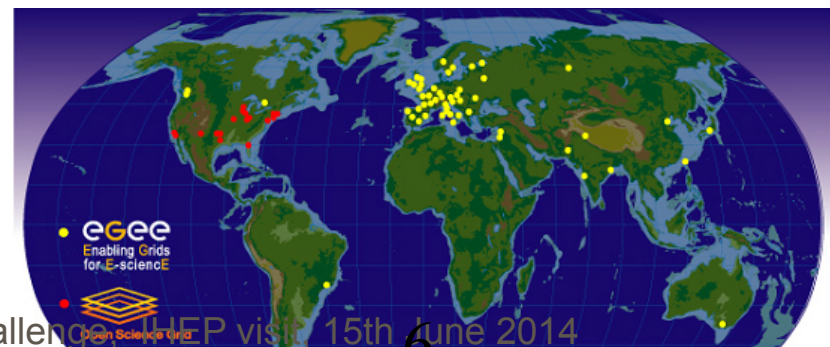 eGee
Enabling Grids
for E-sciencE
Open Science Grid
allenge, IHEP visit, 15th June 2014
6